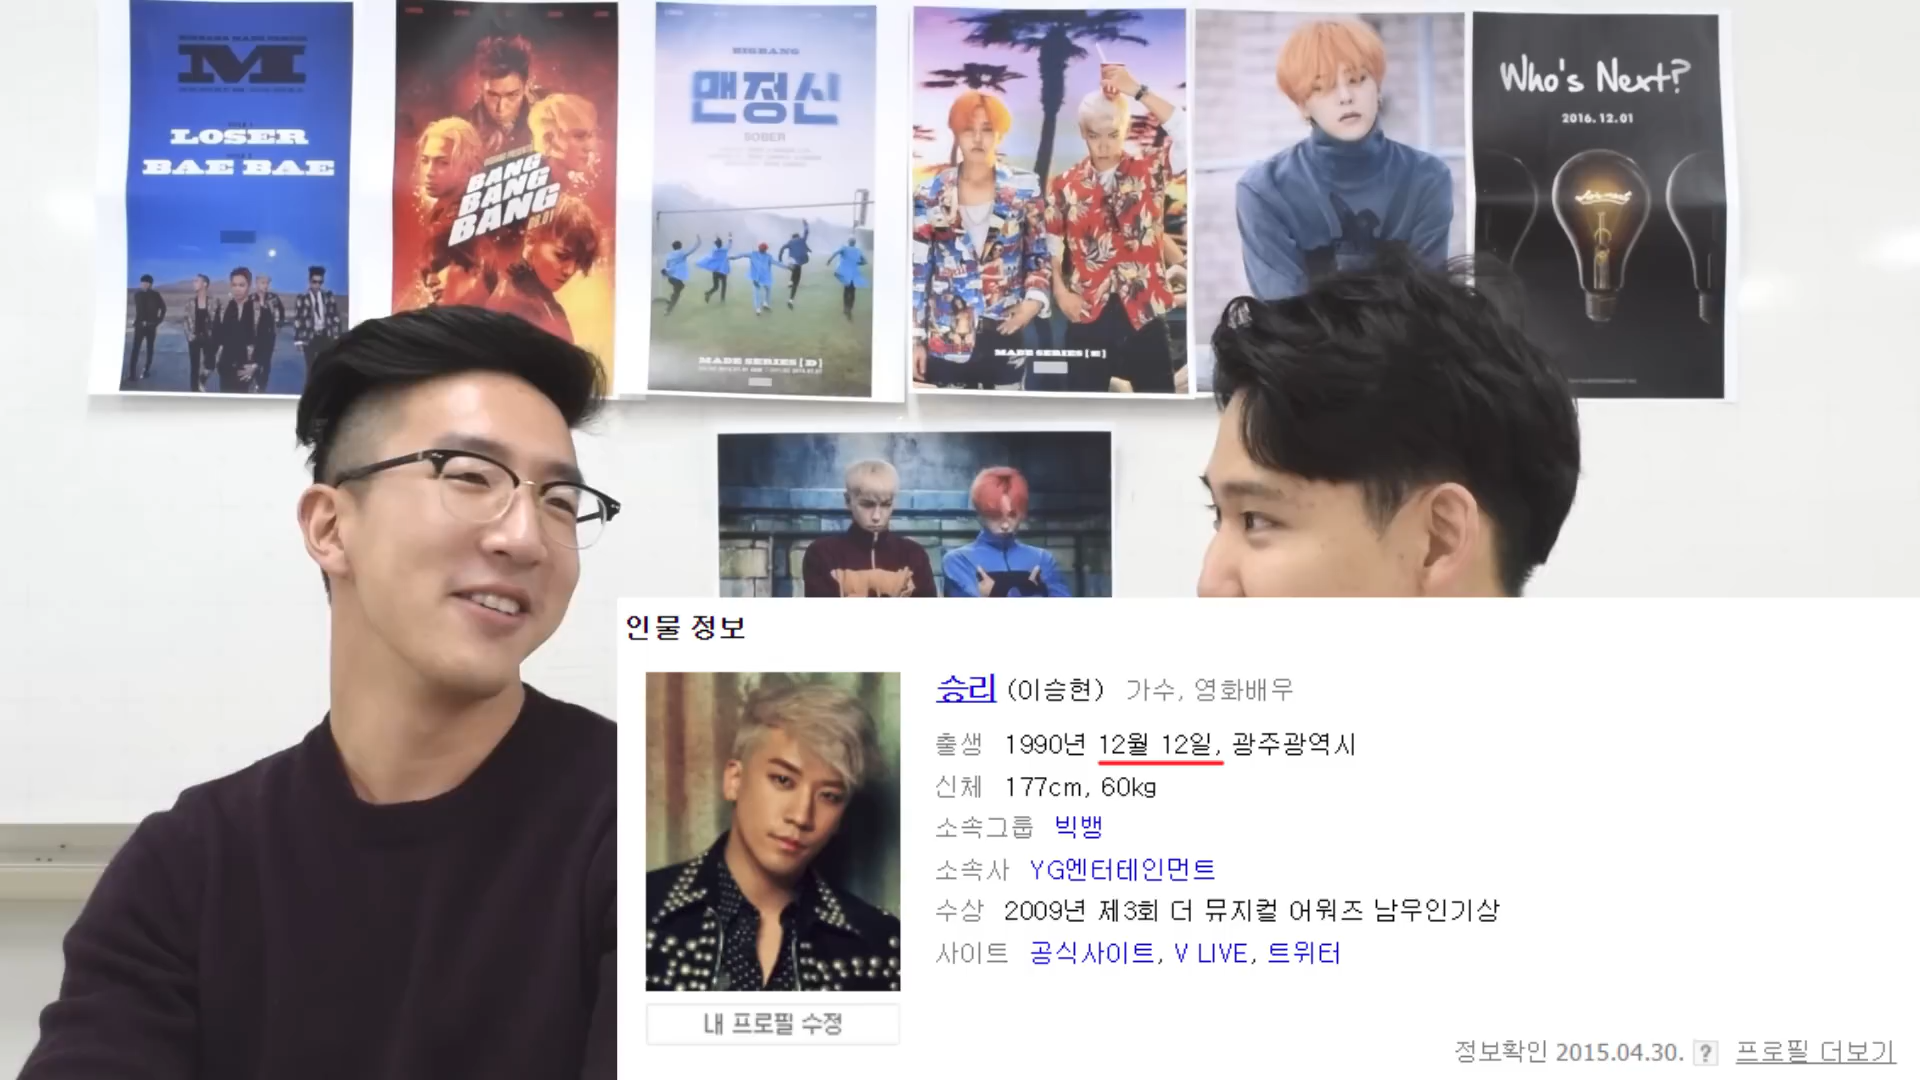 M
LOSER
BAE BAE
BANG
BANG
BANG
BIGBANG
맨정신
SOBER
MADE SERIES [D]
MADE SERIES [E]
Who's Next?
2016.12.01
인물 정보
승리 (이승현) 가수, 영화배우
출생 1990년 12월 12일, 광주광역시
신체 177cm, 60kg
소속그룹 빅뱅
소속사 YG엔터테인먼트
수상 2009년 제3회 더 뮤지컬 어워즈 남우인기상
사이트 공식사이트, V LIVE, 트위터
내 프로필 수정
정보확인 2015.04.30. ? 프로필 더보기